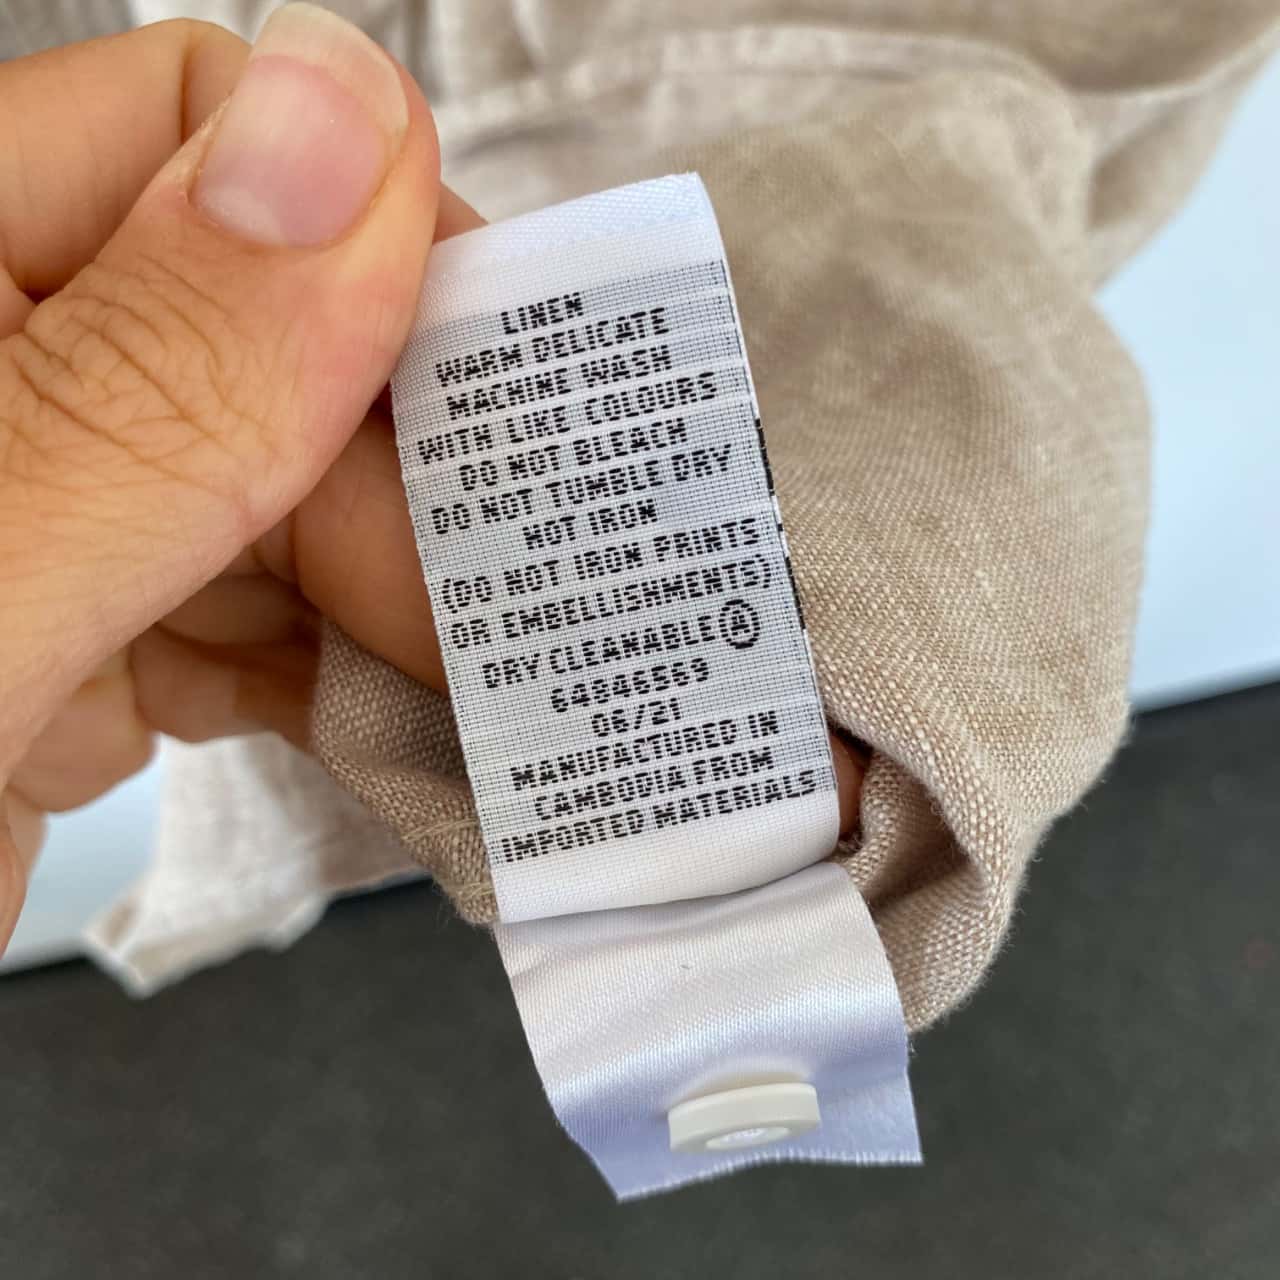 LINEN
WARM DELICATE
MACHINE WASH
WITH LIKE COLOURS
DO NOT BLEACH
DO NOT TUMBLE DRY
HOT IRON
(DO NOT IRON PRINTS
OR EMBELLISHMENTS)
DRY CLEANABLE Ⓐ
64846569
06/21
MANUFACTURED IN
CAMBODIA FROM
IMPORTED MATERIALS